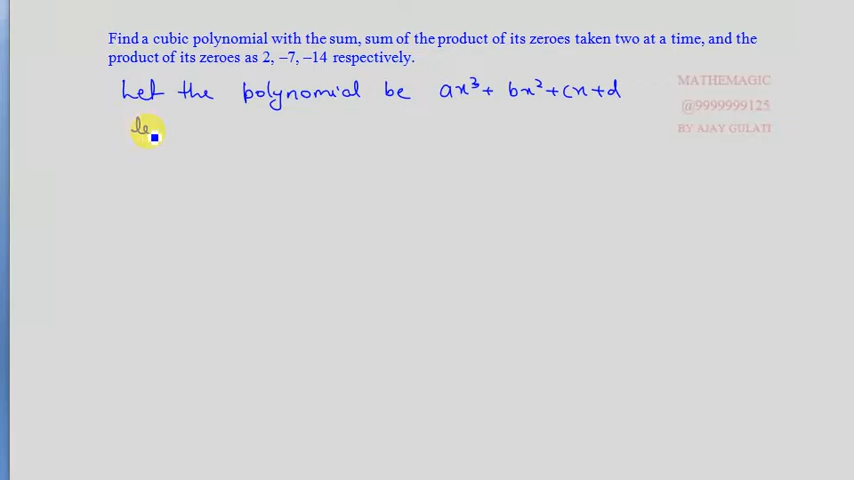 Find a cubic polynomial with the sum, sum of the product of its zeroes taken two at a time, and the
product of its zeroes as 2, −7, −14 respectively.
Let the polynomial be ax³ + bx² + cx + d
le
MATHEMAGIC
@9999999125
BY AJAY GULATI